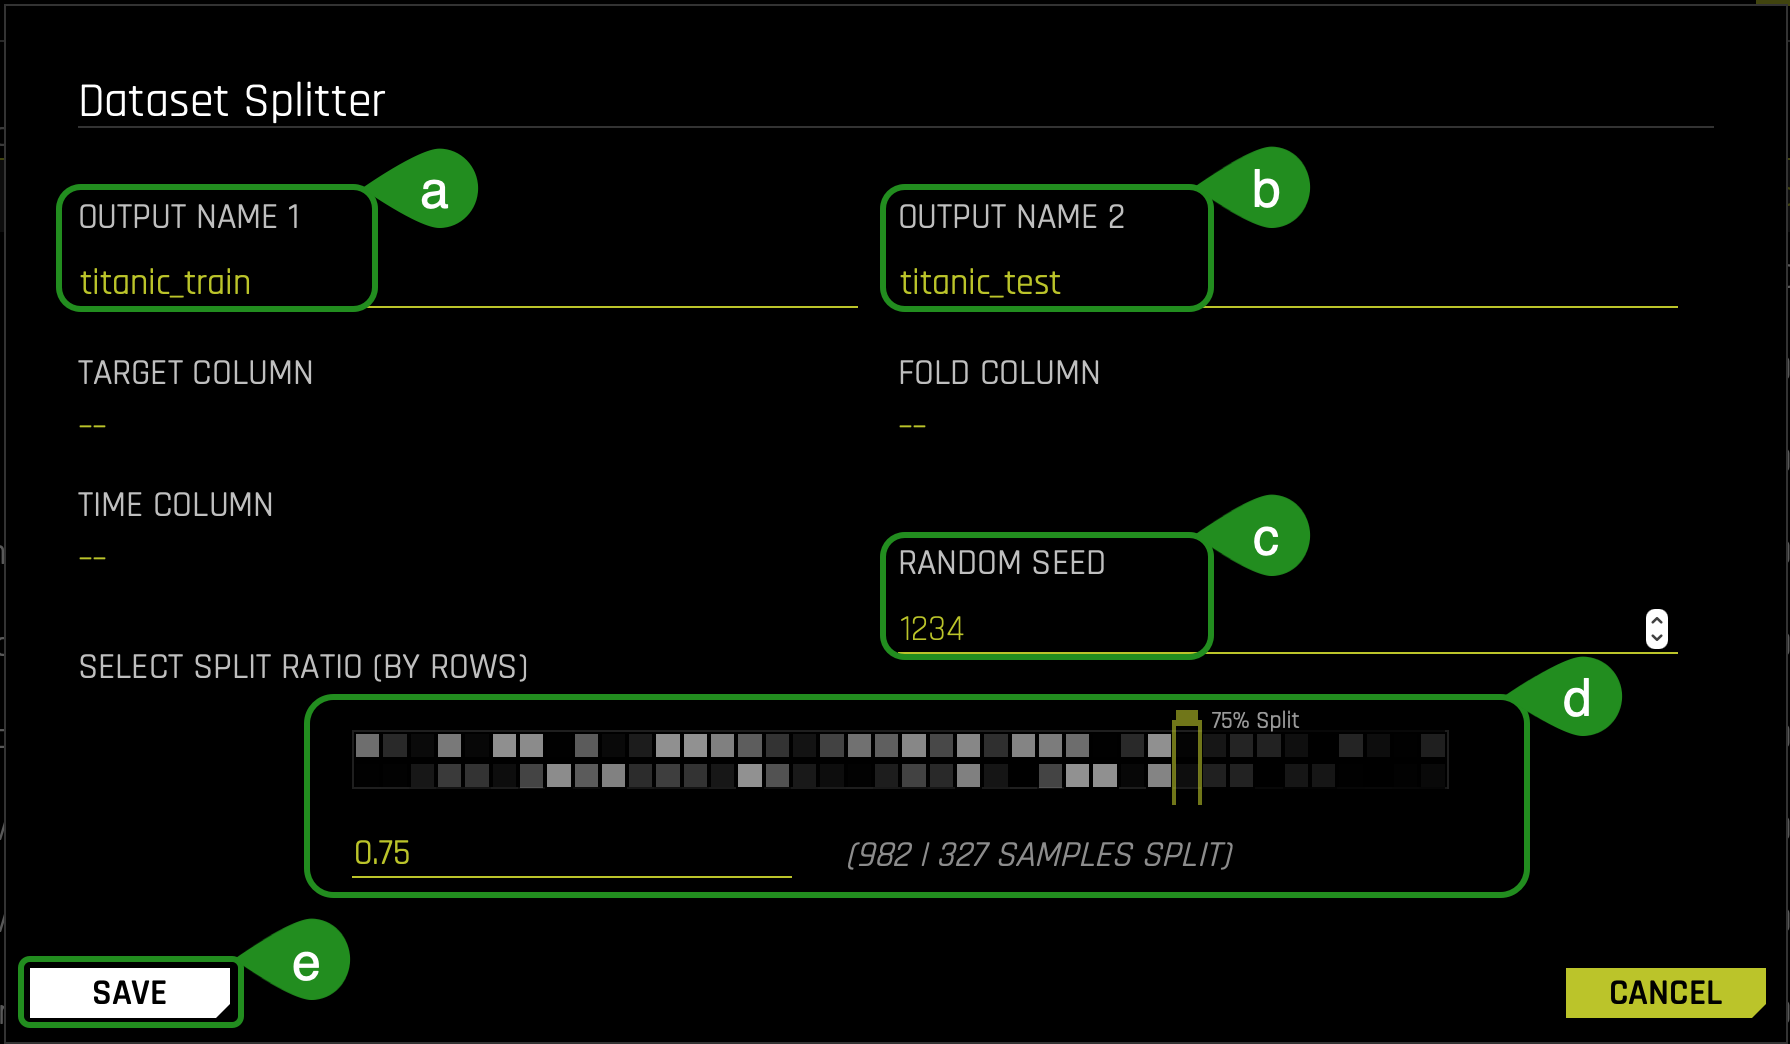 Dataset Splitter
a
b
OUTPUT NAME 1
OUTPUT NAME 2
titanic_train
titanic_test
TARGET COLUMN
FOLD COLUMN
--
--
TIME COLUMN
--
c
RANDOM SEED
1234
SELECT SPLIT RATIO (BY ROWS)
d
75% Split
0.75
(982 | 327 SAMPLES SPLIT)
e
SAVE
CANCEL